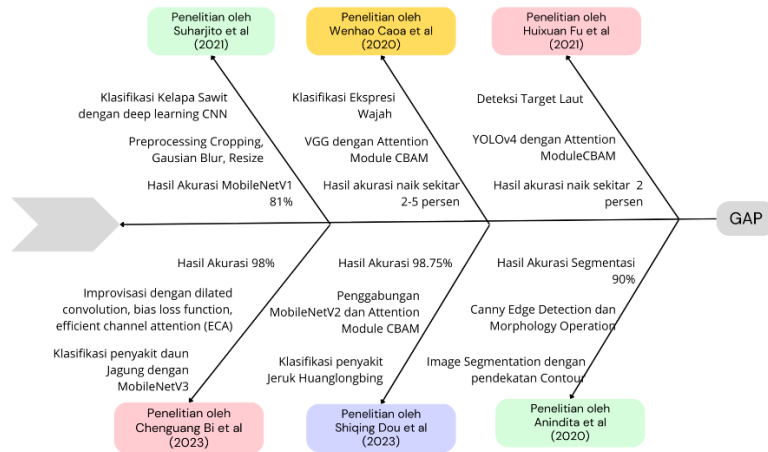 Penelitian oleh
Suharjito et al
(2021)
Penelitian oleh
Wenhao Caoa et al
(2020)
Penelitian oleh
Huixuan Fu et al
(2021)
Klasifikasi Kelapa Sawit
dengan deep learning CNN
Preprocessing Cropping,
Gausian Blur, Resize
Hasil Akurasi MobileNetV1
81%
Klasifikasi Ekspresi
Wajah
VGG dengan Attention
Module CBAM
Hasil akurasi naik sekitar
2-5 persen
Deteksi Target Laut
YOLOv4 dengan Attention
ModuleCBAM
Hasil akurasi naik sekitar 2
persen
GAP
Hasil Akurasi 98%
Improvisasi dengan dilated
convolution, bias loss function,
efficient channel attention (ECA)
Klasifikasi penyakit daun
Jagung dengan
MobileNetV3
Hasil Akurasi 98.75%
Penggabungan
MobileNetV2 dan Attention
Module CBAM
Klasifikasi penyakit
Jeruk Huanglongbing
Hasil Akurasi Segmentasi
90%
Canny Edge Detection dan
Morphology Operation
Image Segmentation dengan
pendekatan Contour
Penelitian oleh
Chenguang Bi et al
(2023)
Penelitian oleh
Shiqing Dou et al
(2023)
Penelitian oleh
Anindita et al
(2020)